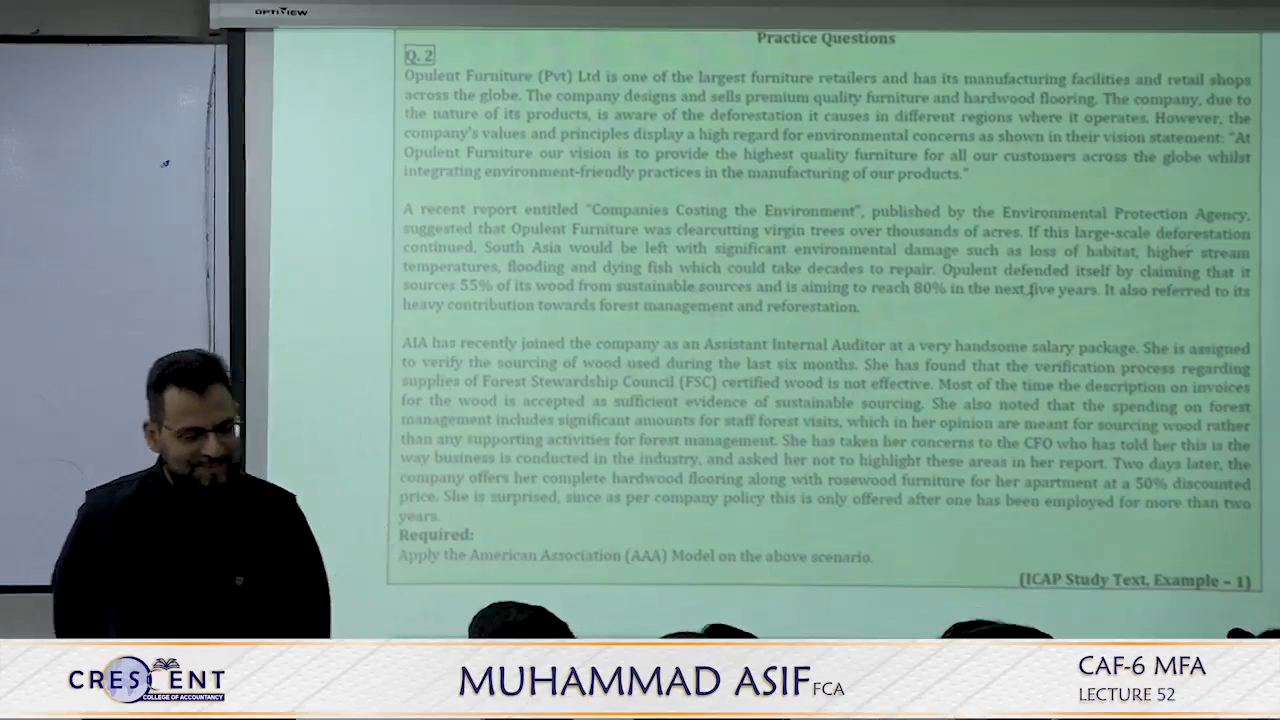 OPTIVIEW
Practice Questions
Q. 2
Opulent Furniture (Pvt) Ltd is one of the largest furniture retailers and has its manufacturing facilities and retail shops
across the globe. The company designs and sells premium quality furniture and hardwood flooring. The company, due to
the nature of its products, is aware of the deforestation it causes in different regions where it operates. However, the
company's values and principles display a high regard for environmental concerns as shown in their vision statement: "At
Opulent Furniture our vision is to provide the highest quality furniture for all our customers across the globe whilst
integrating environment-friendly practices in the manufacturing of our products."
A recent report entitled "Companies Costing the Environment", published by the Environmental Protection Agency,
suggested that Opulent Furniture was clearcutting virgin trees over thousands of acres. If this large-scale deforestation
continued, South Asia would be left with significant environmental damage such as loss of habitat, higher stream
temperatures, flooding and dying fish which could take decades to repair. Opulent defended itself by claiming that it
sources 55% of its wood from sustainable sources and is aiming to reach 80% in the next five years. It also referred to its
heavy contribution towards forest management and reforestation.
AIA has recently joined the company as an Assistant Internal Auditor at a very handsome salary package. She is assigned
to verify the sourcing of wood used during the last six months. She has found that the verification process regarding
supplies of Forest Stewardship Council (FSC) certified wood is not effective. Most of the time the description on invoices
for the wood is accepted as sufficient evidence of sustainable sourcing. She also noted that the spending on forest
management includes significant amounts for staff forest visits, which in her opinion are meant for sourcing wood rather
than any supporting activities for forest management. She has taken her concerns to the CFO who has told her this is the
way business is conducted in the industry, and asked her not to highlight these areas in her report. Two days later, the
company offers her complete hardwood flooring along with rosewood furniture for her apartment at a 50% discounted
price. She is surprised, since as per company policy this is only offered after one has been employed for more than two
years.
Required:
Apply the American Association (AAA) Model on the above scenario.
(ICAP Study Text, Example – 1)
CRESCENT
COLLEGE OF ACCOUNTANCY
MUHAMMAD ASIF FCA
CAF-6 MFA
LECTURE 52